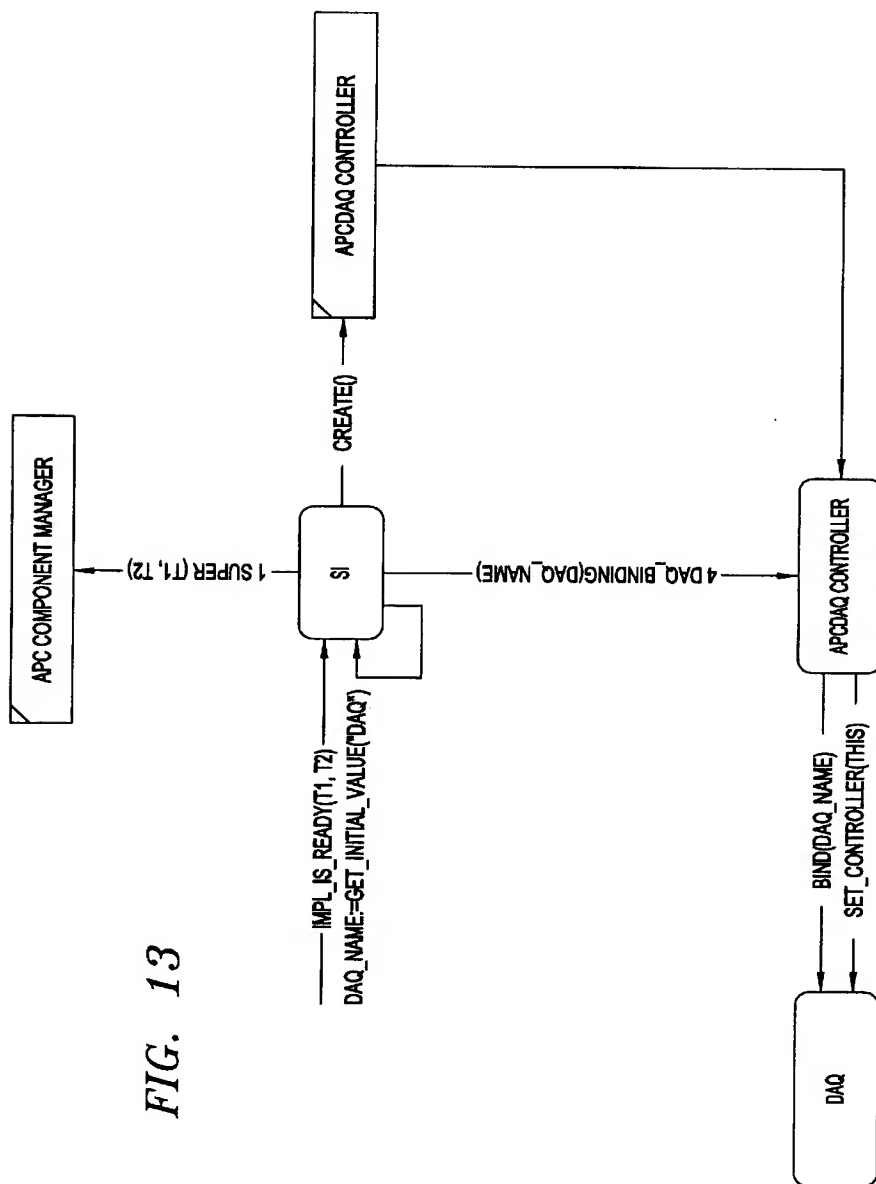 FIG. 13
APC COMPONENT MANAGER
1 SUPER (T1, T2)
IMPL_IS_READY(T1, T2)
DAQ_NAME:=GET_INITIAL_VALUE("DAQ")
SI
CREATE()
APCDAQ CONTROLLER
4 DAQ_BINDING(DAQ_NAME)
APCDAQ CONTROLLER
BIND(DAQ_NAME)
SET_CONTROLLER(THIS)
DAQ